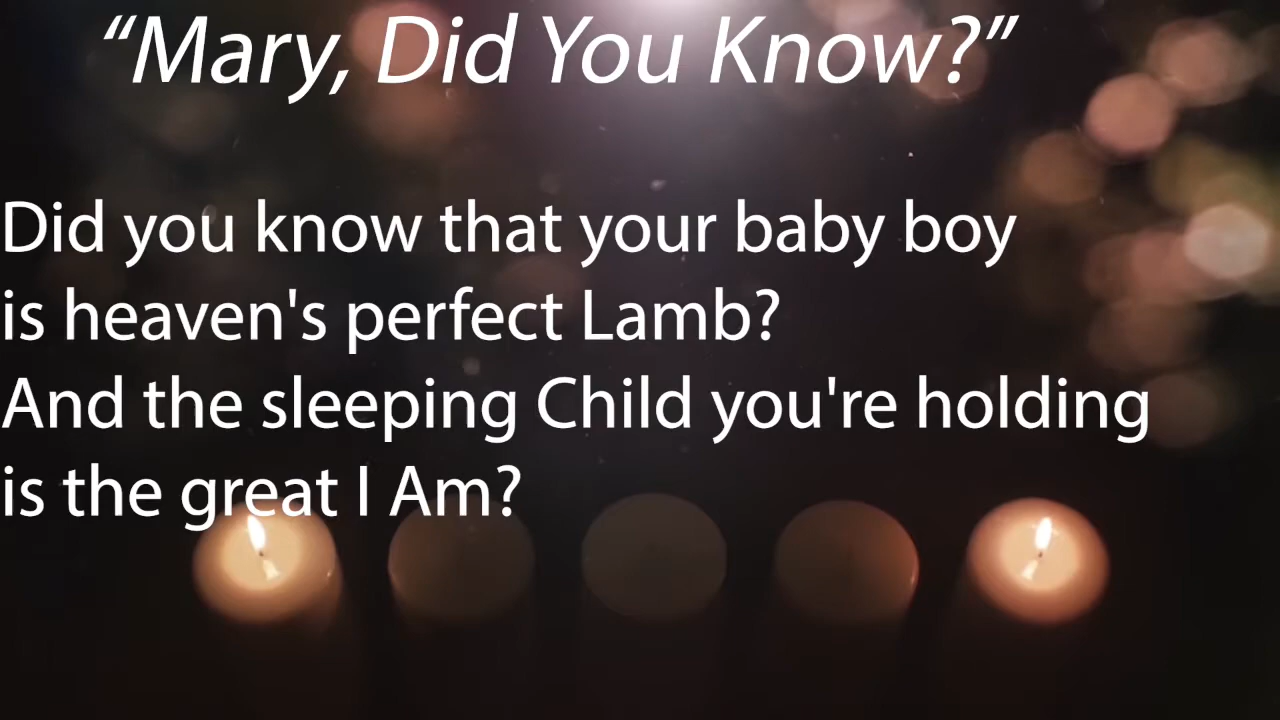 “Mary, Did You Know?”
Did you know that your baby boy
is heaven's perfect Lamb?
And the sleeping Child you're holding
is the great I Am?